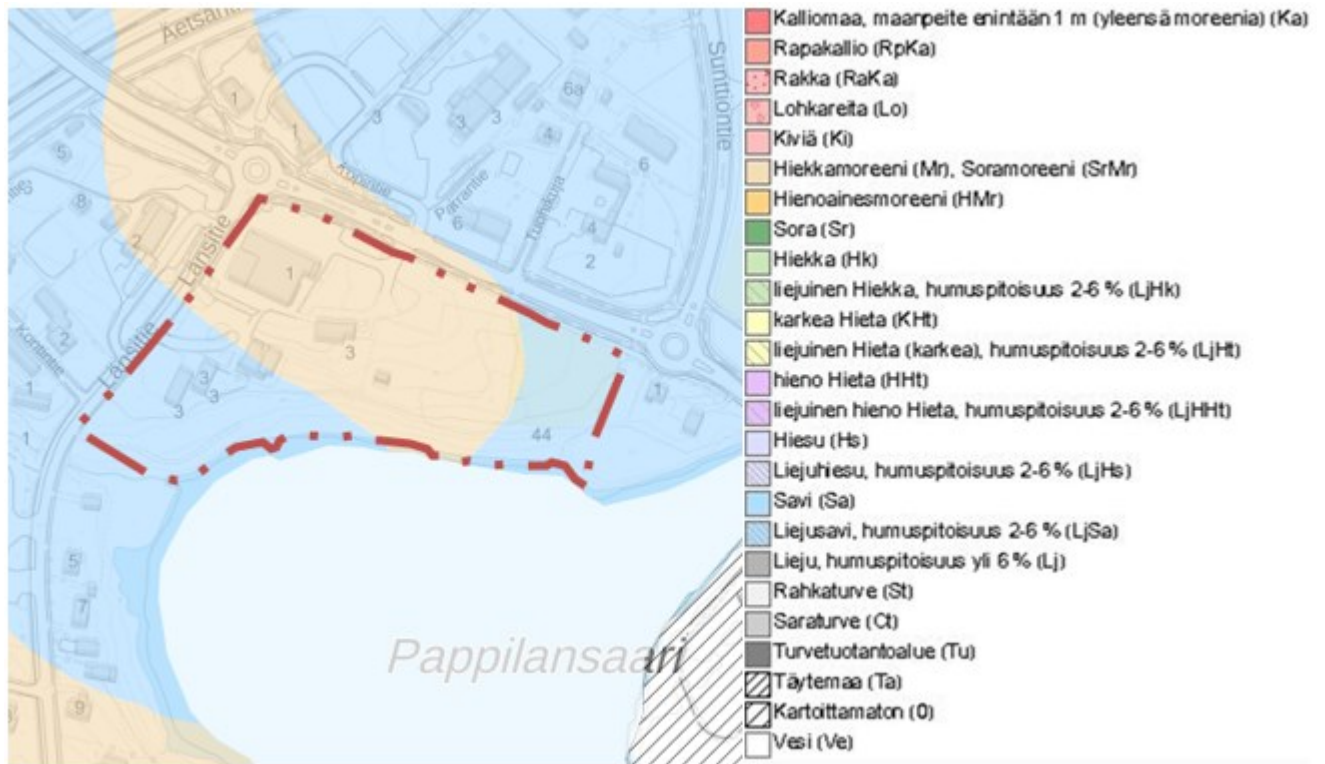 Aetsäntie
Sunttiontie
6a
1
5
1
3
3
3
4
6
Kopintie
8
Parrantie
6
4
2
Länsitie
1
2
3
Länsitie
Kontintie
2
1
3
3
3
1
44
1
5
7
Pappilansaari
9
Kalliomaa, maanpeite enintään 1 m (yleensä moreenia) (Ka)
Rapakallio (RpKa)
Rakka (RaKa)
Lohkareita (Lo)
Kiviä (Ki)
Hiekkamoreeni (Mr), Soramoreeni (SrMr)
Hienoainesmoreeni (HMr)
Sora (Sr)
Hiekka (Hk)
liejuinen Hiekka, humuspitoisuus 2-6 % (LjHk)
karkea Hieta (KHt)
liejuinen Hieta (karkea), humuspitoisuus 2-6 % (LjHt)
hieno Hieta (HHt)
liejuinen hieno Hieta, humuspitoisuus 2-6 % (LjHHt)
Hiesu (Hs)
Liejuhiesu, humuspitoisuus 2-6 % (LjHs)
Savi (Sa)
Liejusavi, humuspitoisuus 2-6 % (LjSa)
Lieju, humuspitoisuus yli 6 % (Lj)
Rahkaturve (St)
Saraturve (Ct)
Turvetuotantoalue (Tu)
Täytemaa (Ta)
Kartoittamaton (0)
Vesi (Ve)